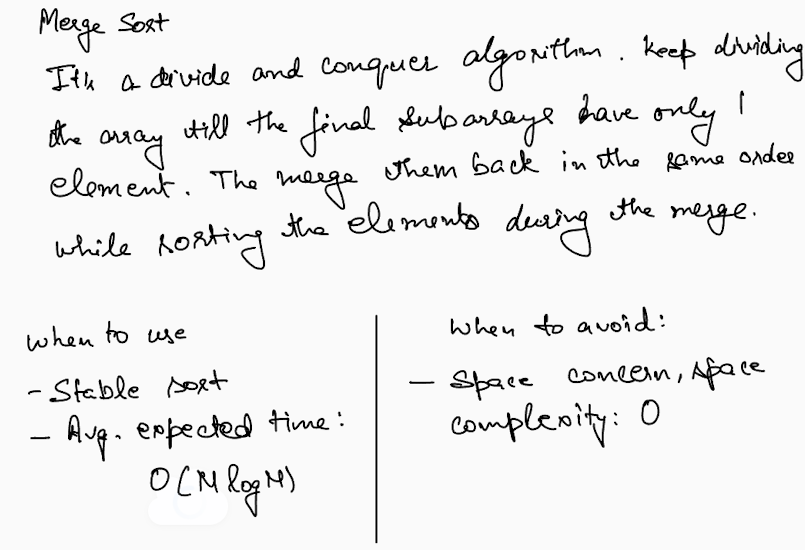 Merge Sort
It's a divide and conquer algorithm. Keep dividing
the array till the final subarrays have only 1
element. The merge them back in the same order
while sorting the elements during the merge.
When to use
- Stable sort
- Avg. expected time:
O(N log N)
When to avoid:
- Space concern, space
complexity: O